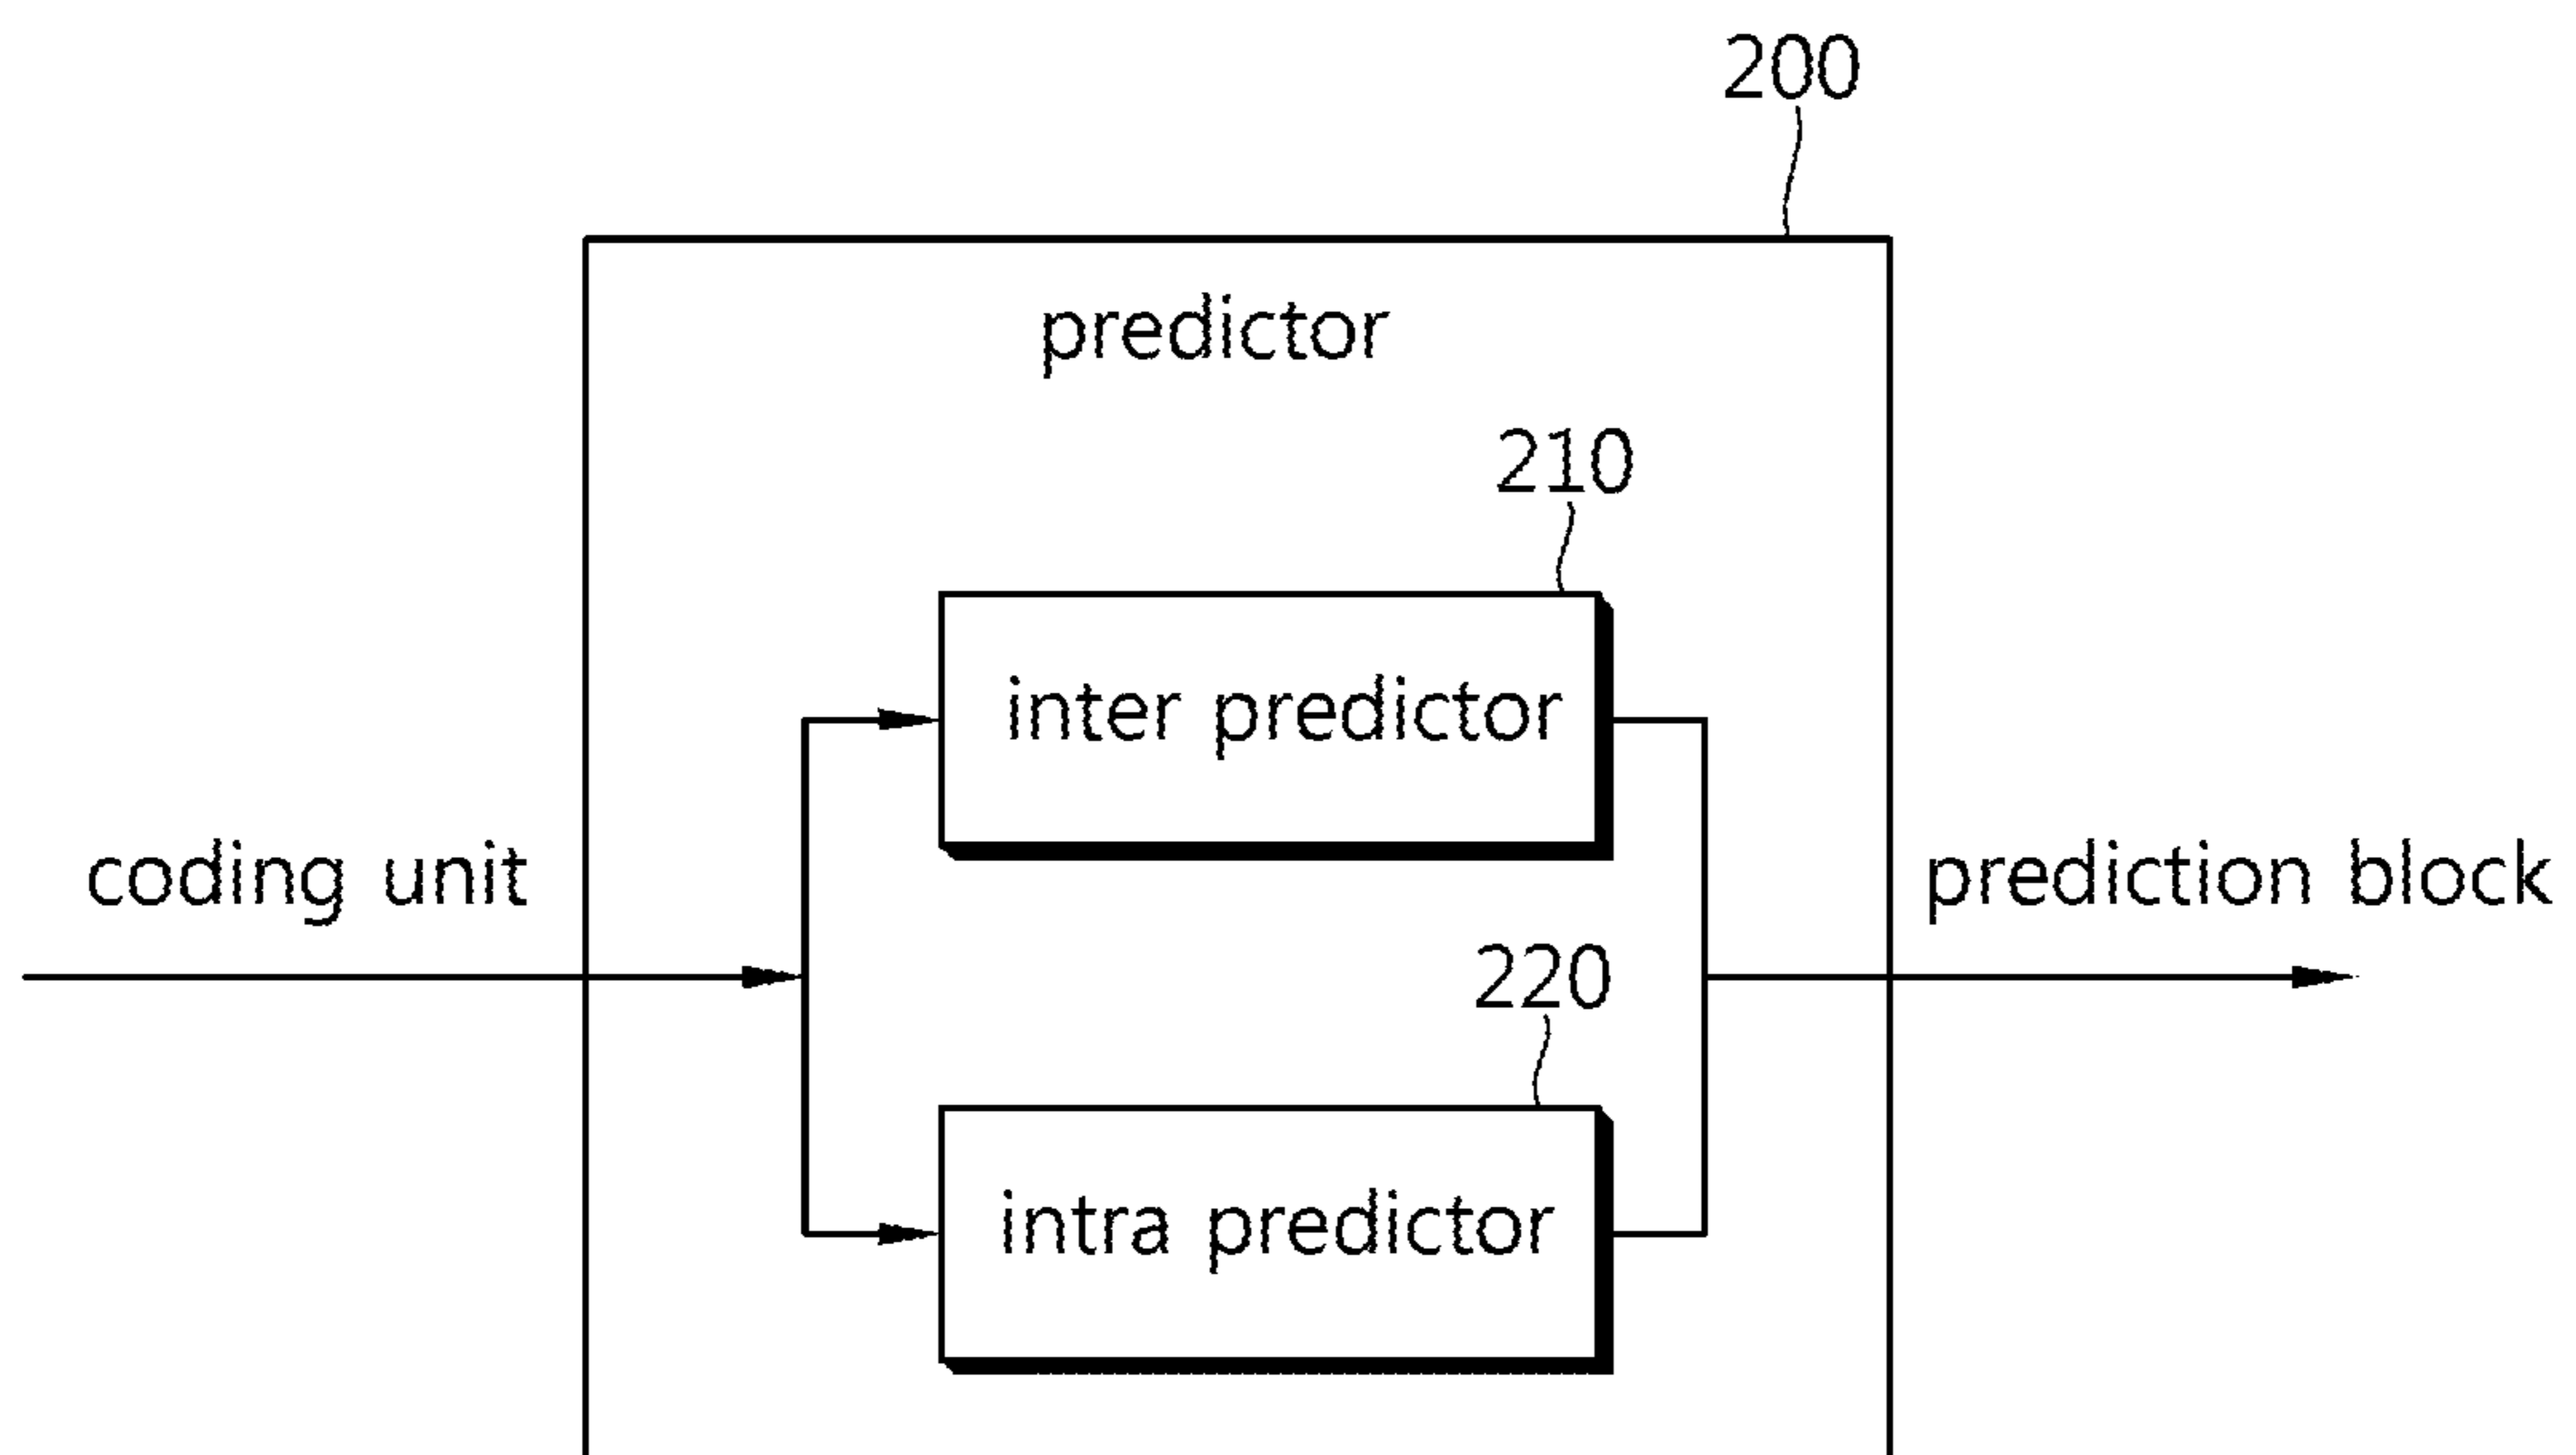 200
predictor
210
inter predictor
coding unit
prediction block
220
intra predictor